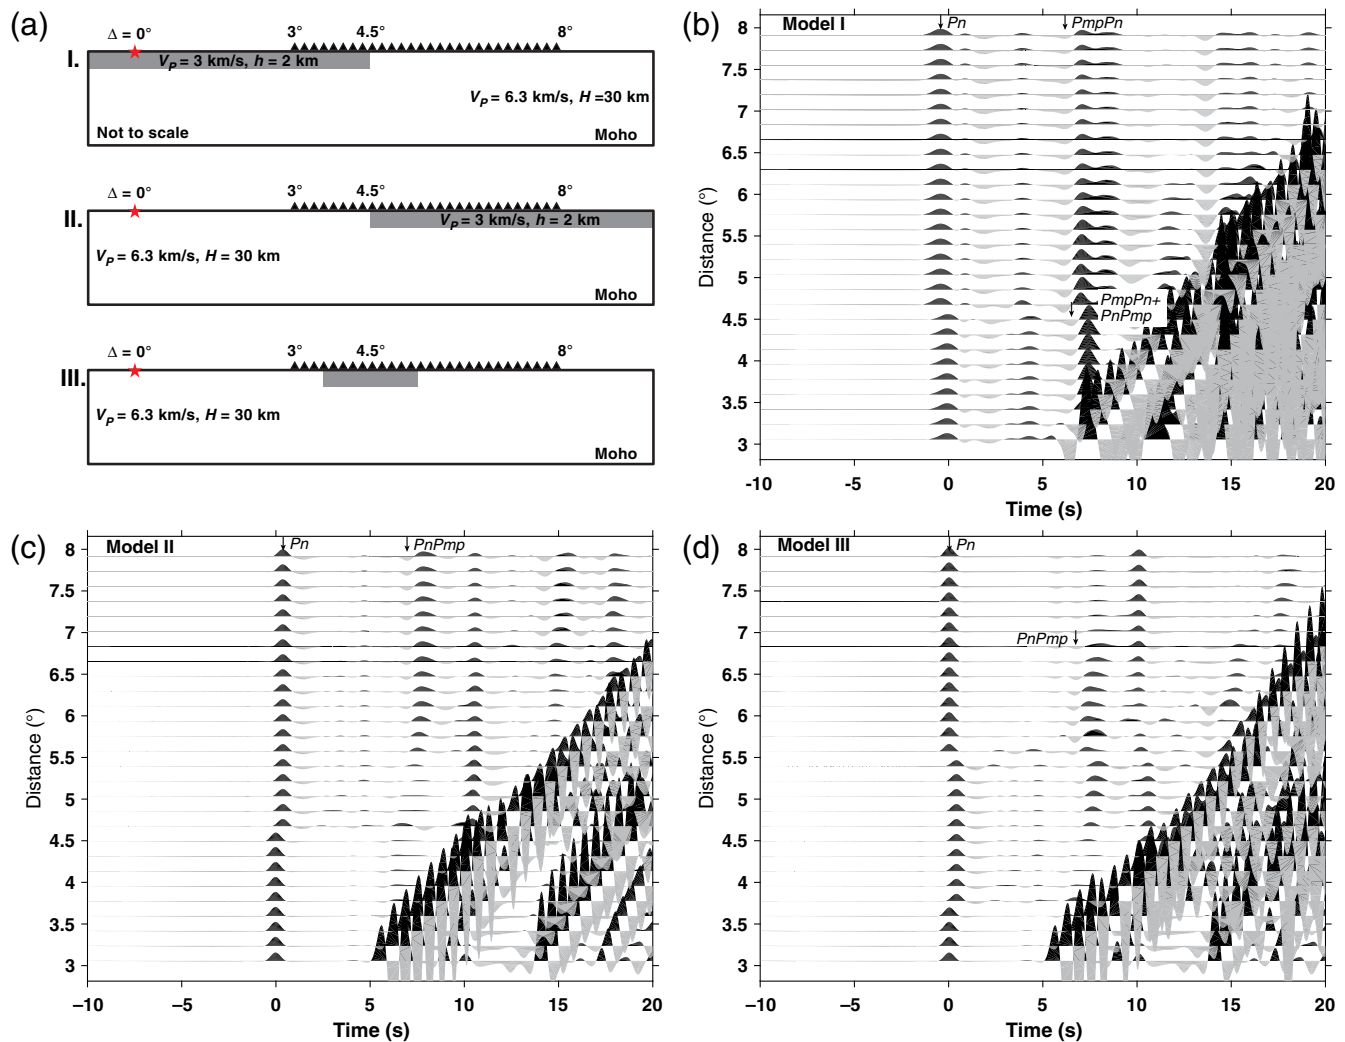 (a)
Δ = 0° 3° 4.5° 8°
I. V_P = 3 km/s, h = 2 km
V_P = 6.3 km/s, H =30 km
Not to scale Moho
Δ = 0° 3° 4.5° 8°
II. V_P = 3 km/s, h = 2 km
V_P = 6.3 km/s, H = 30 km
Moho
Δ = 0° 3° 4.5° 8°
III.
V_P = 6.3 km/s, H = 30 km
Moho
(b)
Model I Pn PmpPn
8
7.5
7
6.5
6
5.5
5
4.5
4
3.5
3
Distance (°)
PmpPn+
PnPmp
-10 -5 0 5 10 15 20
Time (s)
(c)
Model II Pn PnPmp
8
7.5
7
6.5
6
5.5
5
4.5
4
3.5
3
Distance (°)
−10 −5 0 5 10 15 20
Time (s)
(d)
Model III Pn
8
7.5
7
6.5
6
5.5
5
4.5
4
3.5
3
Distance (°)
PnPmp
−10 −5 0 5 10 15 20
Time (s)